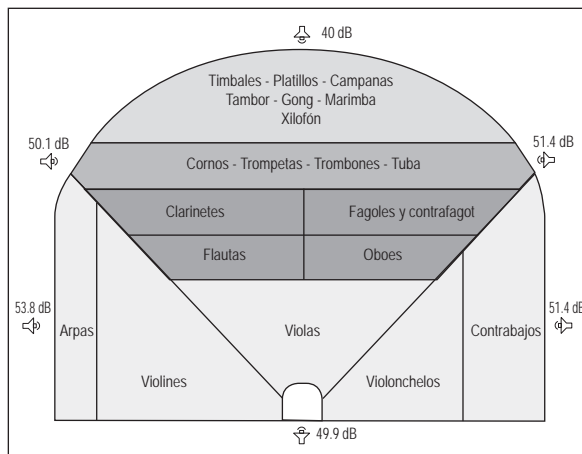 40 dB
Timbales - Platillos - Campanas
Tambor - Gong - Marimba
Xilofón
50.1 dB
51.4 dB
Cornos - Trompetas - Trombones - Tuba
Clarinetes
Fagoles y contrafagot
Flautas
Oboes
53.8 dB
51.4 dB
Arpas
Violas
Contrabajos
Violines
Violonchelos
49.9 dB